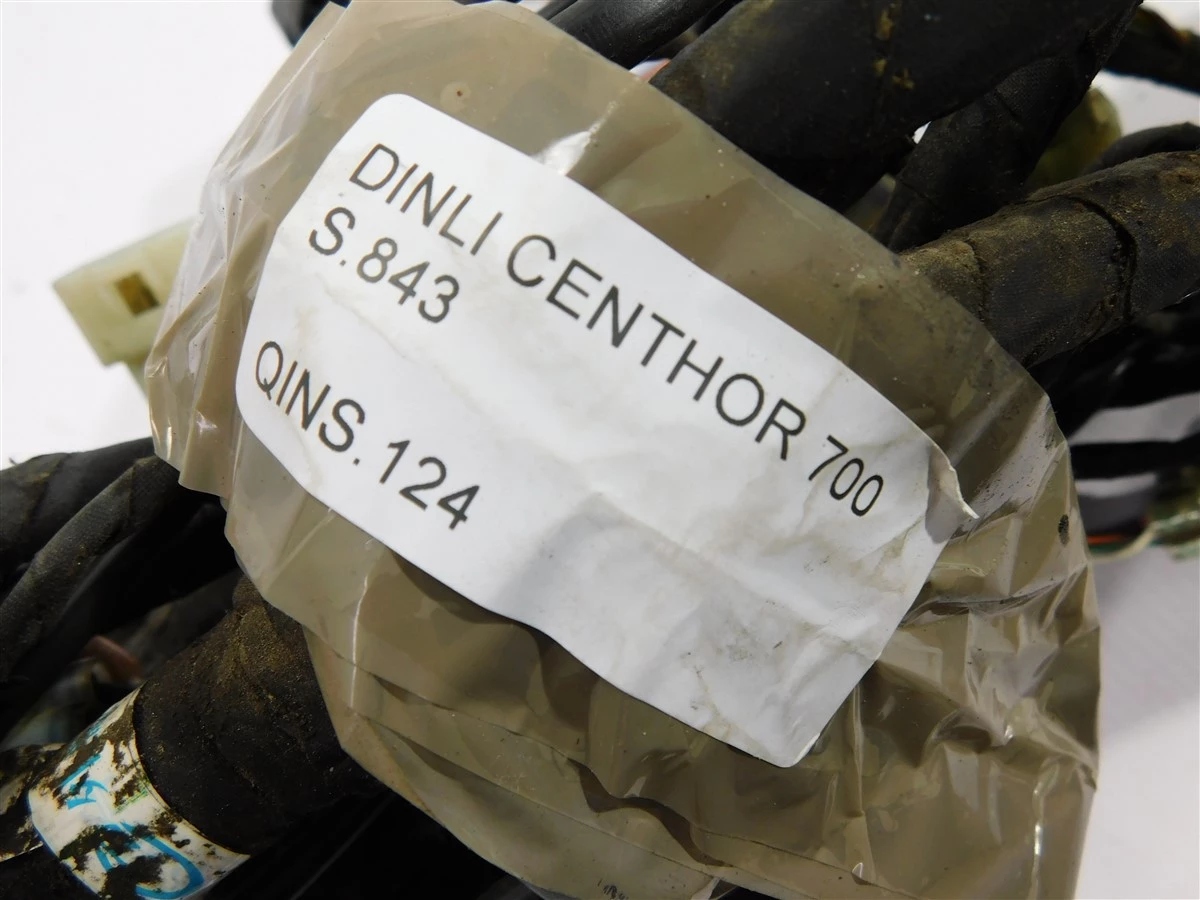 DINLI CENTHOR 700
S.843
QINS.124